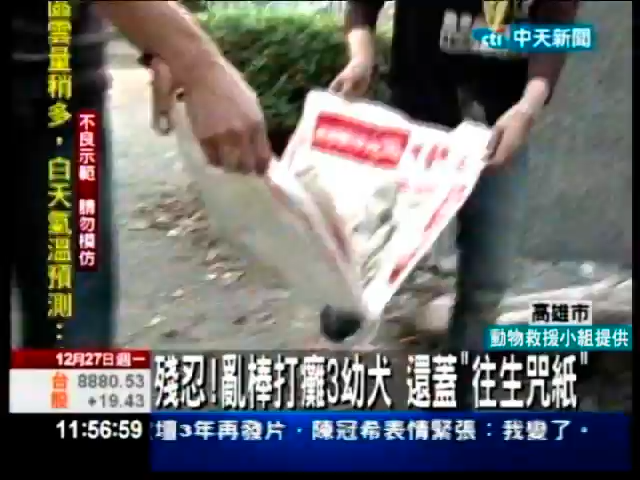 區雲量稍多，白天氣溫預測：
不良示範 請勿模仿
cti 中天新聞
高雄市
動物救援小組提供
12月27日週一
台股 8880.53
+19.43
殘忍!亂棒打癱3幼犬 還蓋"往生咒紙"
11:56:59
壇3年再發片．陳冠希表情緊張：我變了。